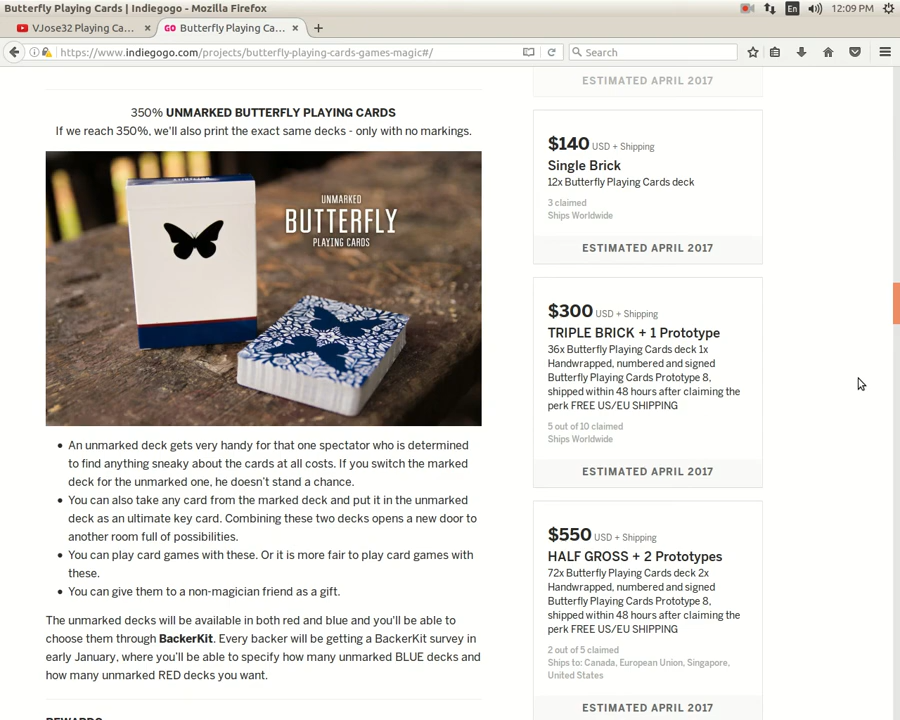 Butterfly Playing Cards | Indiegogo - Mozilla Firefox
En
12:09 PM
VJose32 Playing Ca...
GO Butterfly Playing Ca...
https://www.indiegogo.com/projects/butterfly-playing-cards-games-magic#/
Search
350% UNMARKED BUTTERFLY PLAYING CARDS
If we reach 350%, we'll also print the exact same decks - only with no markings.
UNMARKED
BUTTERFLY
PLAYING CARDS
An unmarked deck gets very handy for that one spectator who is determined
to find anything sneaky about the cards at all costs. If you switch the marked
deck for the unmarked one, he doesn't stand a chance.
You can also take any card from the marked deck and put it in the unmarked
deck as an ultimate key card. Combining these two decks opens a new door to
another room full of possibilities.
You can play card games with these. Or it is more fair to play card games with
these.
You can give them to a non-magician friend as a gift.
The unmarked decks will be available in both red and blue and you'll be able to
choose them through BackerKit. Every backer will be getting a BackerKit survey in
early January, where you'll be able to specify how many unmarked BLUE decks and
how many unmarked RED decks you want.
REWARDS
ESTIMATED APRIL 2017
$140 USD + Shipping
Single Brick
12x Butterfly Playing Cards deck
3 claimed
Ships Worldwide
ESTIMATED APRIL 2017
$300 USD + Shipping
TRIPLE BRICK + 1 Prototype
36x Butterfly Playing Cards deck 1x
Handwrapped, numbered and signed
Butterfly Playing Cards Prototype 8,
shipped within 48 hours after claiming the
perk FREE US/EU SHIPPING
5 out of 10 claimed
Ships Worldwide
ESTIMATED APRIL 2017
$550 USD + Shipping
HALF GROSS + 2 Prototypes
72x Butterfly Playing Cards deck 2x
Handwrapped, numbered and signed
Butterfly Playing Cards Prototype 8,
shipped within 48 hours after claiming the
perk FREE US/EU SHIPPING
2 out of 5 claimed
Ships to: Canada, European Union, Singapore,
United States
ESTIMATED APRIL 2017